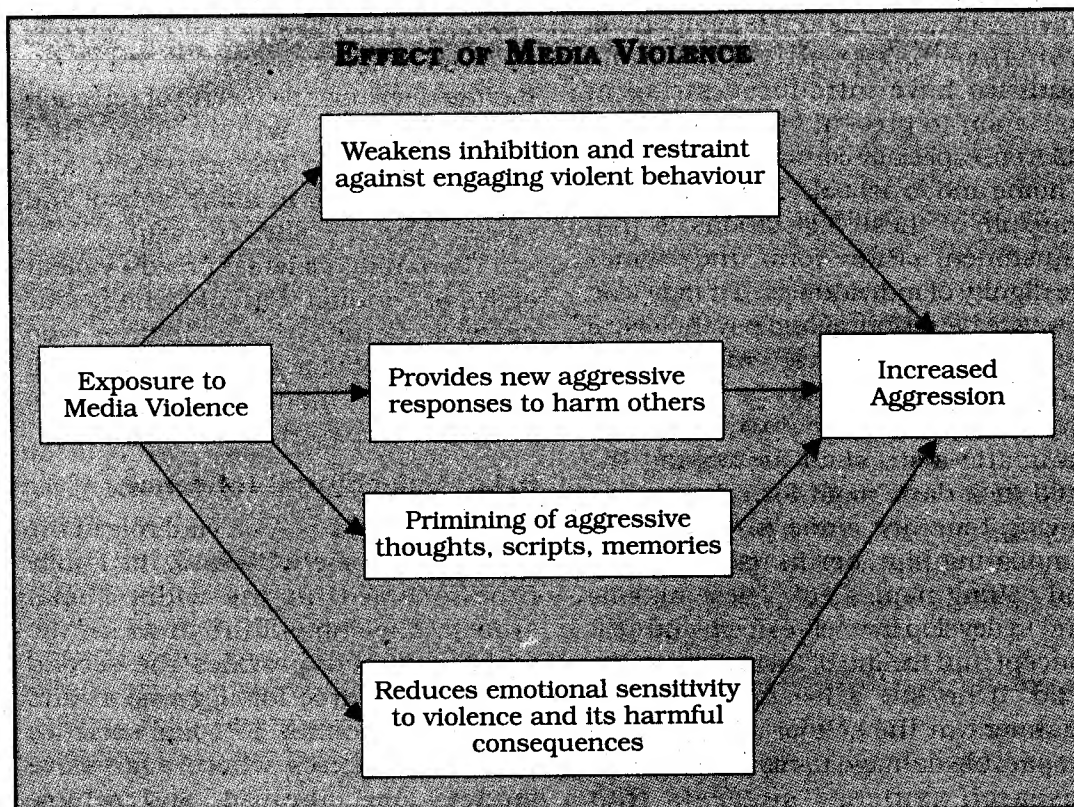 EFFECT OF MEDIA VIOLENCE
Weakens inhibition and restraint
against engaging violent behaviour
Exposure to
Media Violence
Provides new aggressive
responses to harm others
Increased
Aggression
Primining of aggressive
thoughts, scripts, memories
Reduces emotional sensitivity
to violence and its harmful
consequences